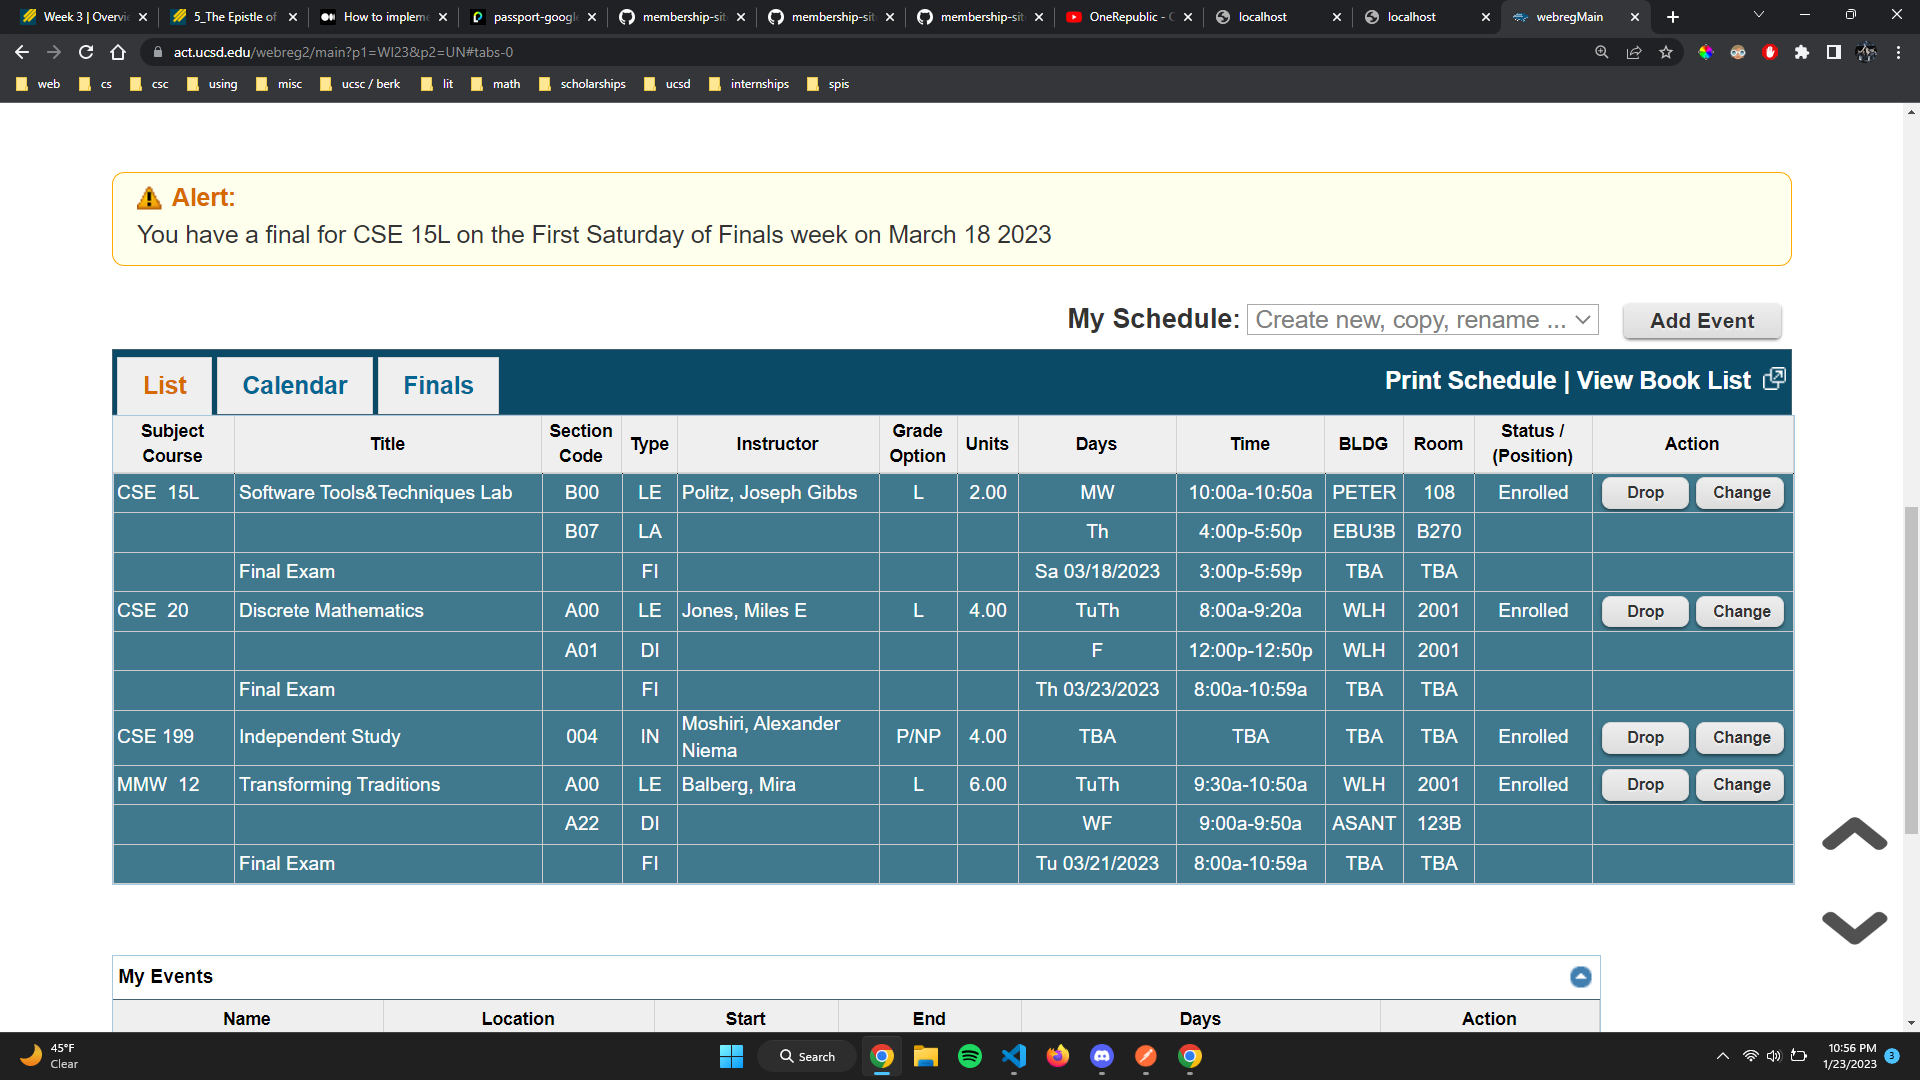 Week 3 | Overvi
5_The Epistle of
How to impleme
passport-google
membership-sit
membership-sit
membership-sit
OneRepublic - C
localhost
localhost
webregMain
act.ucsd.edu/webreg2/main?p1=WI23&p2=UN#tabs-0
web cs csc using misc ucsc / berk lit math scholarships ucsd internships spis
Alert:
You have a final for CSE 15L on the First Saturday of Finals week on March 18 2023
My Schedule: Create new, copy, rename ... Add Event
List Calendar Finals Print Schedule | View Book List
Subject Course Title Section Code Type Instructor Grade Option Units Days Time BLDG Room Status / (Position) Action
CSE 15L Software Tools&Techniques Lab B00 LE Politz, Joseph Gibbs L 2.00 MW 10:00a-10:50a PETER 108 Enrolled Drop Change
B07 LA Th 4:00p-5:50p EBU3B B270
Final Exam FI Sa 03/18/2023 3:00p-5:59p TBA TBA
CSE 20 Discrete Mathematics A00 LE Jones, Miles E L 4.00 TuTh 8:00a-9:20a WLH 2001 Enrolled Drop Change
A01 DI F 12:00p-12:50p WLH 2001
Final Exam FI Th 03/23/2023 8:00a-10:59a TBA TBA
CSE 199 Independent Study 004 IN Moshiri, Alexander Niema P/NP 4.00 TBA TBA TBA TBA Enrolled Drop Change
MMW 12 Transforming Traditions A00 LE Balberg, Mira L 6.00 TuTh 9:30a-10:50a WLH 2001 Enrolled Drop Change
A22 DI WF 9:00a-9:50a ASANT 123B
Final Exam FI Tu 03/21/2023 8:00a-10:59a TBA TBA
My Events
Name Location Start End Days Action
45°F
Clear
Search
10:56 PM
1/23/2023
3